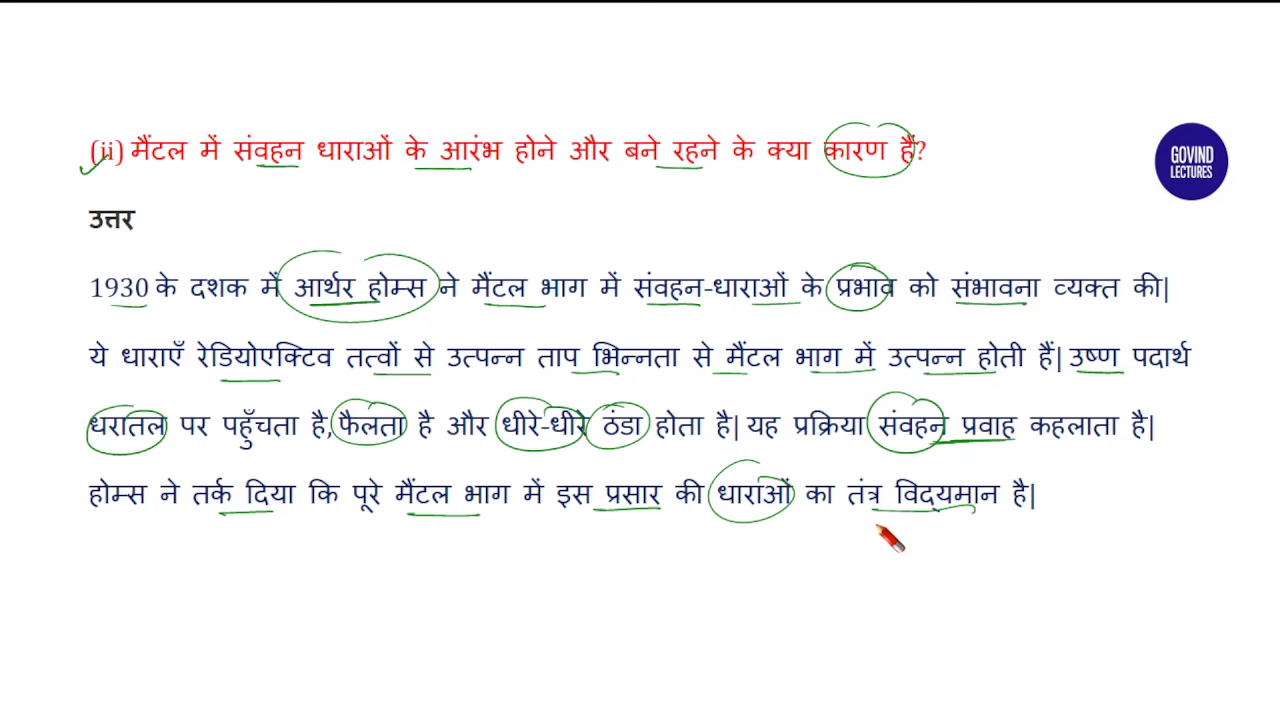 (ii) मैंटल में संवहन धाराओं के आरंभ होने और बने रहने के क्या कारण हैं?
GOVIND
LECTURES
उत्तर
1930 के दशक में आर्थर होम्स ने मैंटल भाग में संवहन-धाराओं के प्रभाव को संभावना व्यक्त की|
ये धाराएँ रेडियोएक्टिव तत्वों से उत्पन्न ताप भिन्नता से मैंटल भाग में उत्पन्न होती हैं| उष्ण पदार्थ
धरातल पर पहुँचता है, फैलता है और धीरे-धीरे ठंडा होता है| यह प्रक्रिया संवहन प्रवाह कहलाता है|
होम्स ने तर्क दिया कि पूरे मैंटल भाग में इस प्रसार की धाराओं का तंत्र विद्यमान है|